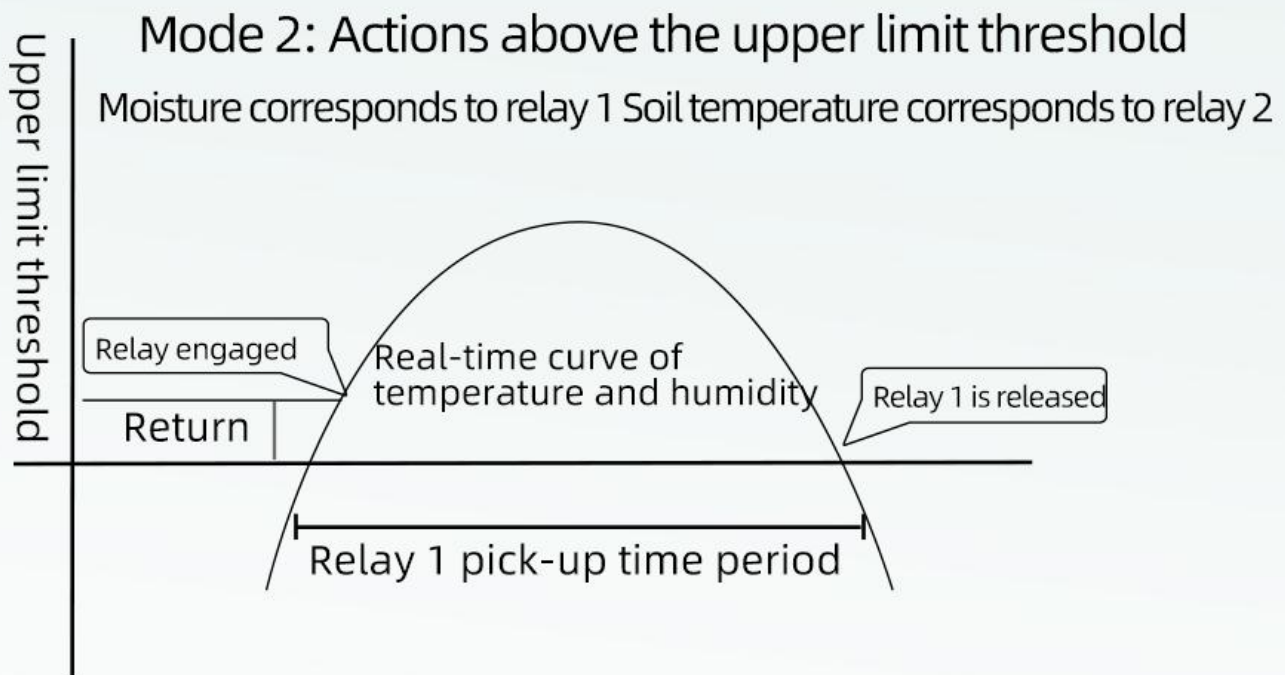 Mode 2: Actions above the upper limit threshold
Moisture corresponds to relay 1 Soil temperature corresponds to relay 2
Upper limit threshold
Relay engaged
Real-time curve of
temperature and humidity
Relay 1 is released
Return
Relay 1 pick-up time period